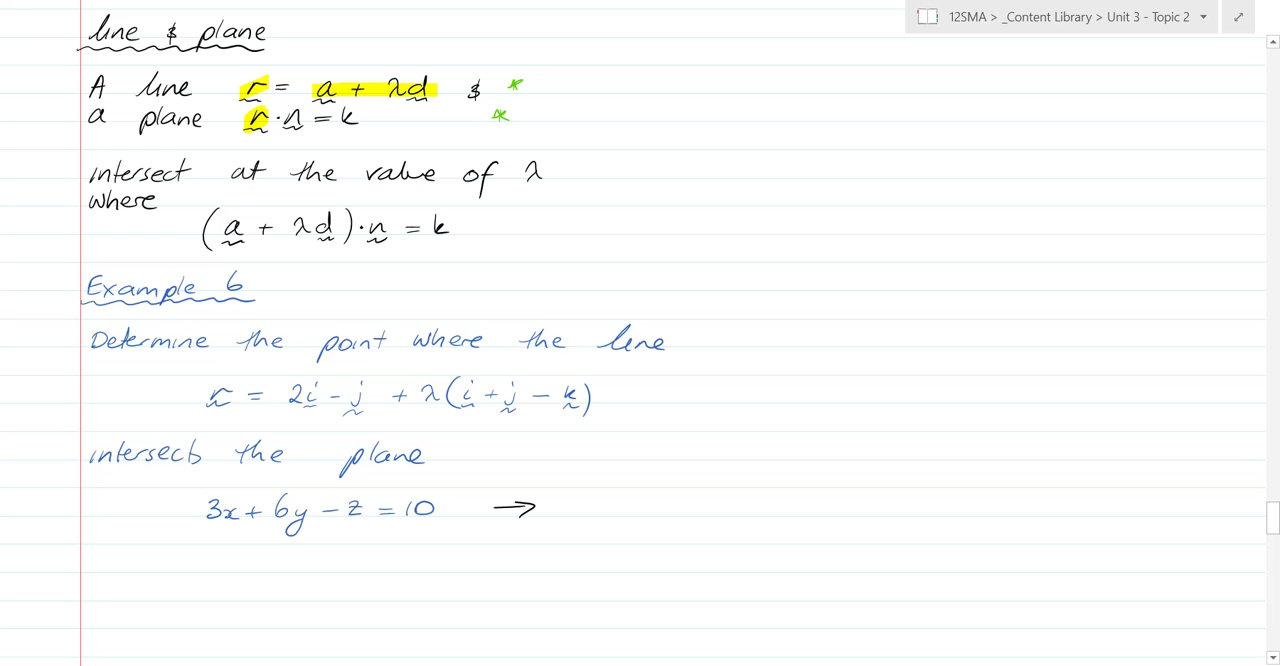 12SMA > _Content Library > Unit 3 - Topic 2
line & plane
A line r = a + λd & *
a plane r · n = k *
intersect at the value of λ
where
(a + λd) · n = k
Example 6
Determine the point where the line
r = 2i - j + λ(i + j - k)
intersects the plane
3x + 6y - z = 10 →